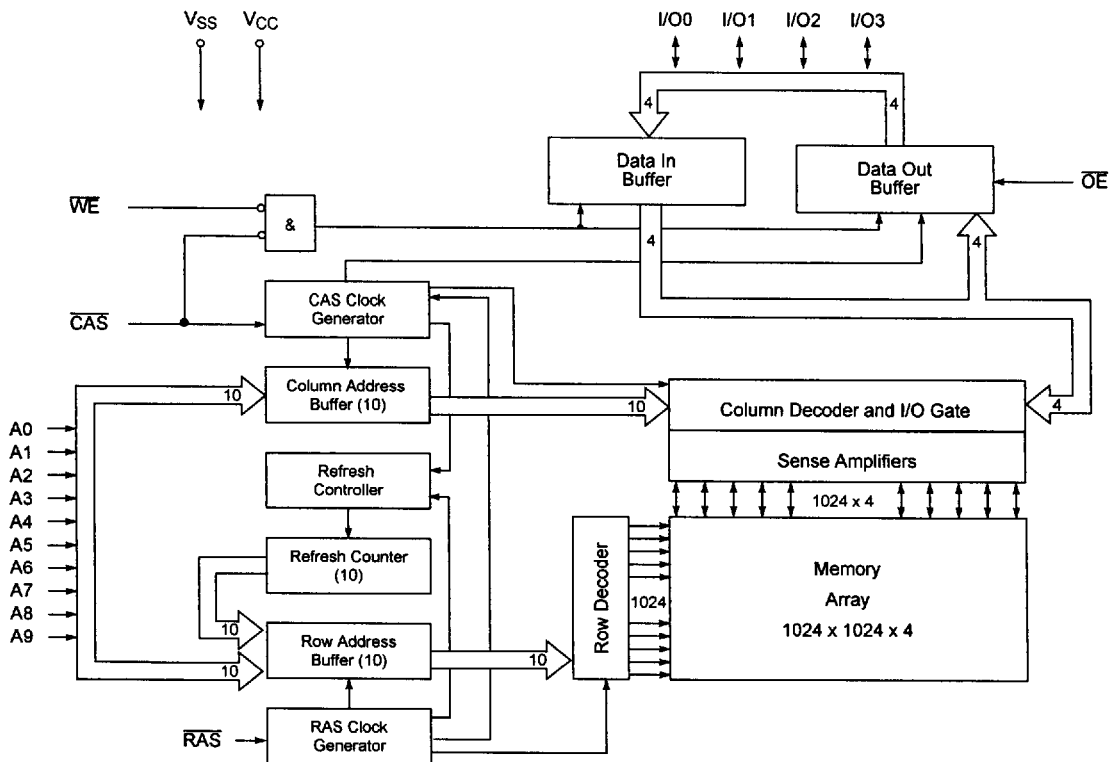 VSS VCC I/O0 I/O1 I/O2 I/O3
4 4
Data In
Buffer
Data Out
Buffer
OE
WE
&
4 4
CAS
CAS Clock
Generator
10
Column Address
Buffer (10)
10
Column Decoder and I/O Gate
4
Sense Amplifiers
A0
A1
A2
A3
A4
A5
A6
A7
A8
A9
Refresh
Controller
1024 x 4
Refresh Counter
(10)
10
Row Address
Buffer (10)
10
10
Row Decoder
1024
Memory
Array
1024 x 1024 x 4
RAS
RAS Clock
Generator